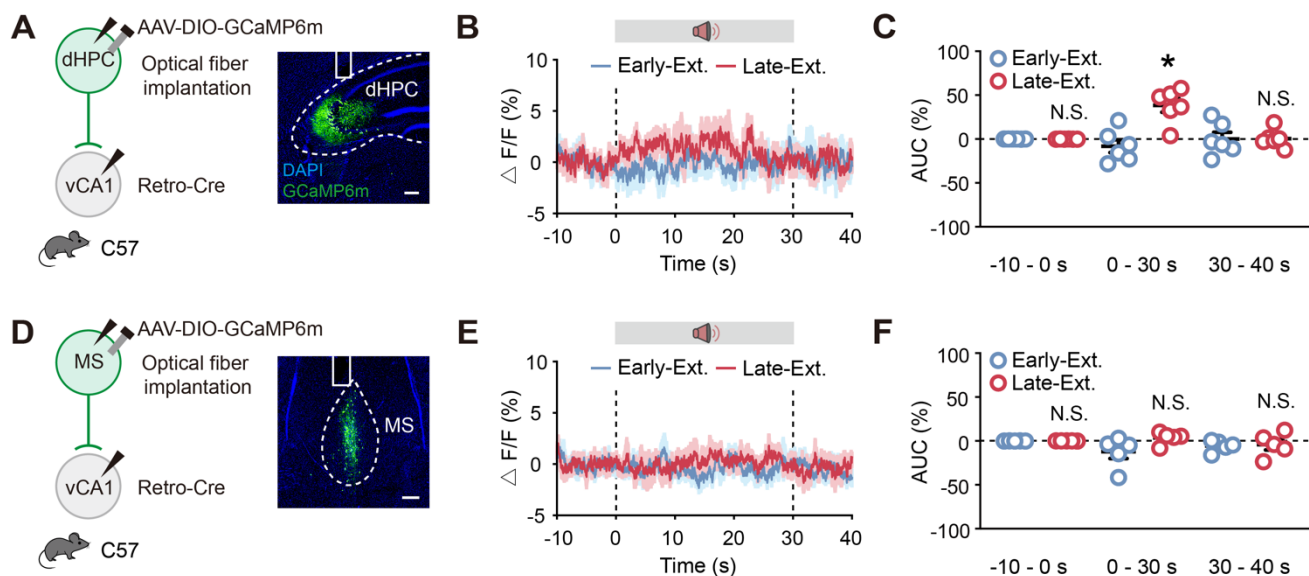 A
AAV-DIO-GCaMP6m
dHPC
Optical fiber
implantation
vCA1
Retro-Cre
C57
dHPC
DAPI
GCaMP6m
B
Early-Ext. Late-Ext.
△ F/F (%)
10
5
0
-5
-10 0 10 20 30 40
Time (s)
C
AUC (%)
100
50
0
-50
-100
Early-Ext.
Late-Ext.
N.S.
*
N.S.
-10 - 0 s 0 - 30 s 30 - 40 s
D
AAV-DIO-GCaMP6m
MS
Optical fiber
implantation
vCA1
Retro-Cre
C57
MS
E
Early-Ext. Late-Ext.
△ F/F (%)
10
5
0
-5
-10 0 10 20 30 40
Time (s)
F
AUC (%)
100
50
0
-50
-100
Early-Ext.
Late-Ext.
N.S.
N.S.
N.S.
-10 - 0 s 0 - 30 s 30 - 40 s